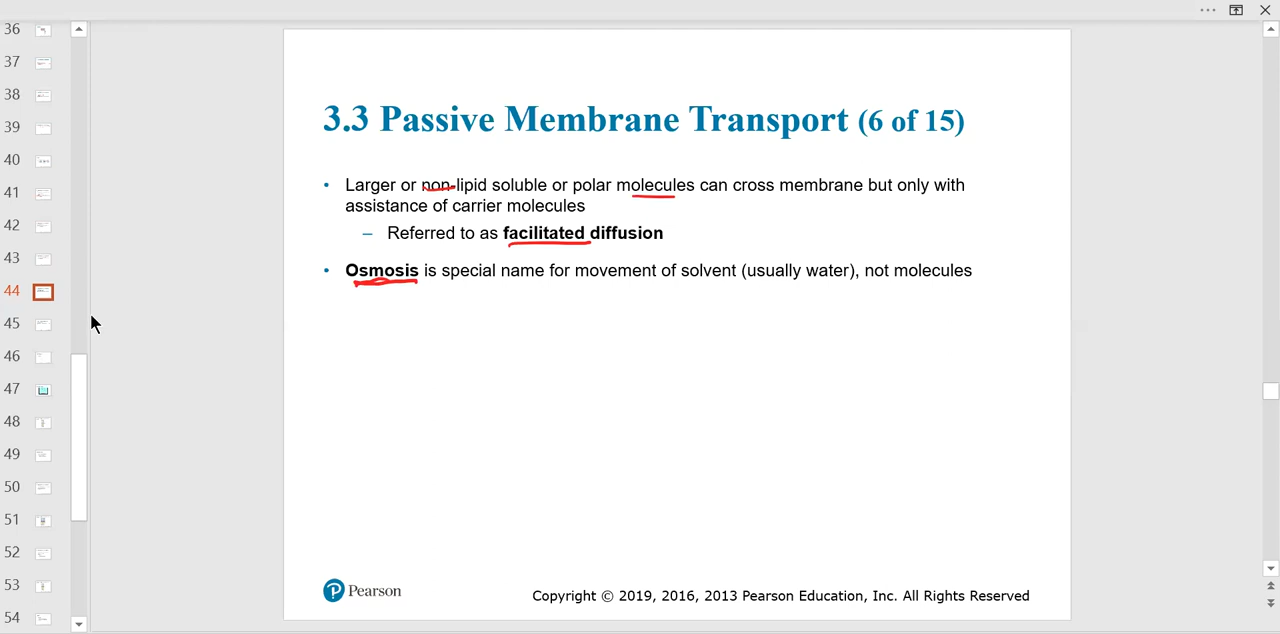 36
37
38
39
40
41
42
43
44
45
46
47
48
49
50
51
52
53
54
3.3 Passive Membrane Transport (6 of 15)
• Larger or non-lipid soluble or polar molecules can cross membrane but only with
assistance of carrier molecules
– Referred to as facilitated diffusion
• Osmosis is special name for movement of solvent (usually water), not molecules
P Pearson
Copyright © 2019, 2016, 2013 Pearson Education, Inc. All Rights Reserved